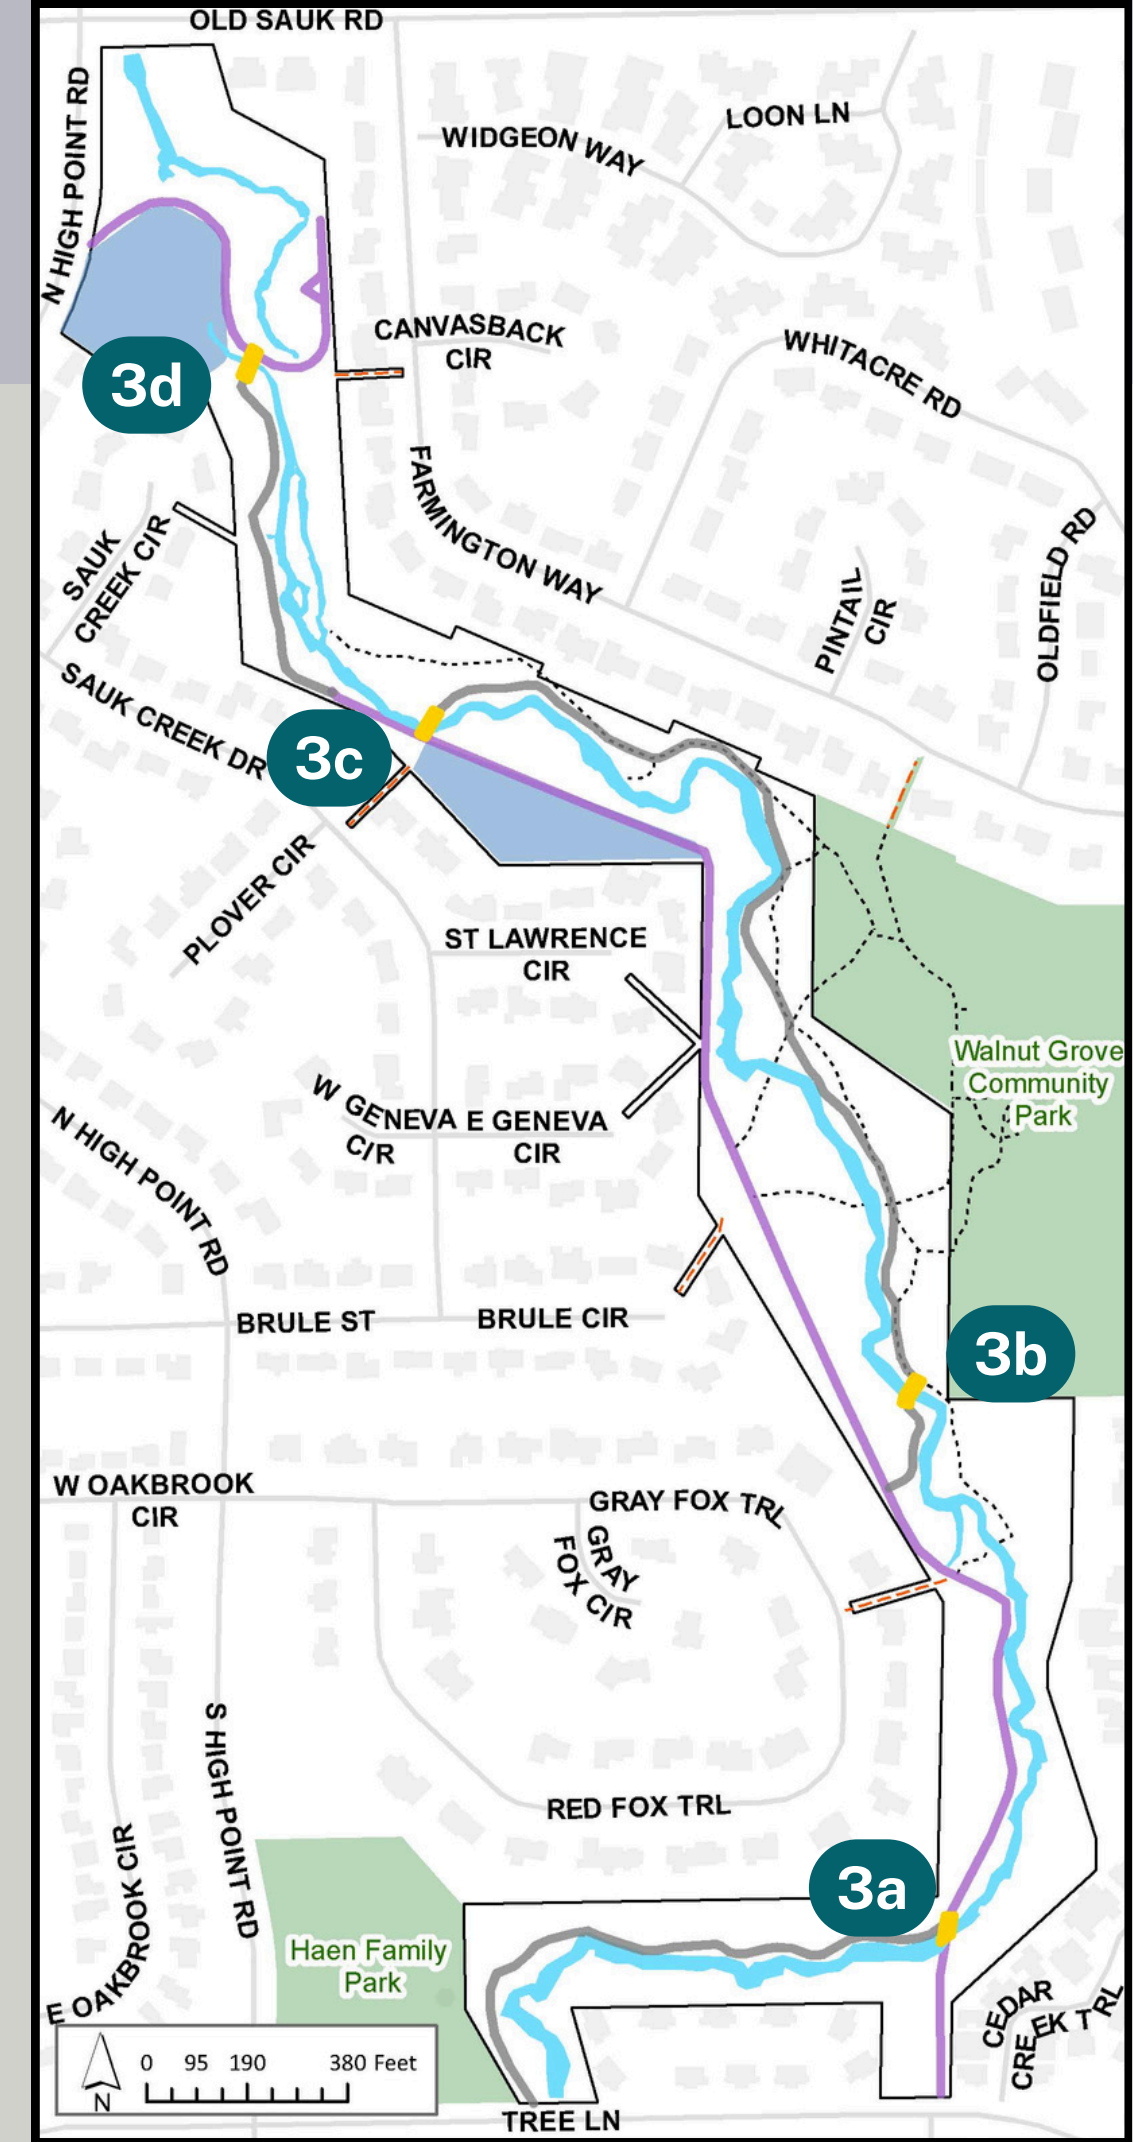 OLD SAUK RD
N HIGH POINT RD
WIDGEON WAY
LOON LN
CANVASBACK
CIR
WHITACRE RD
3d
FARMINGTON WAY
SAUK
CREEK CIR
PINTAIL
CIR
OLDFIELD RD
SAUK CREEK DR
3c
PLOVER CIR
ST LAWRENCE
CIR
Walnut Grove
Community
Park
W GENEVA
CIR
E GENEVA
CIR
N HIGH POINT RD
BRULE ST
BRULE CIR
3b
W OAKBROOK
CIR
GRAY FOX TRL
GRAY
FOX CIR
S HIGH POINT RD
RED FOX TRL
E OAKBROOK CIR
3a
Haen Family
Park
CEDAR
CREEK TRL
N
0 95 190 380 Feet
TREE LN